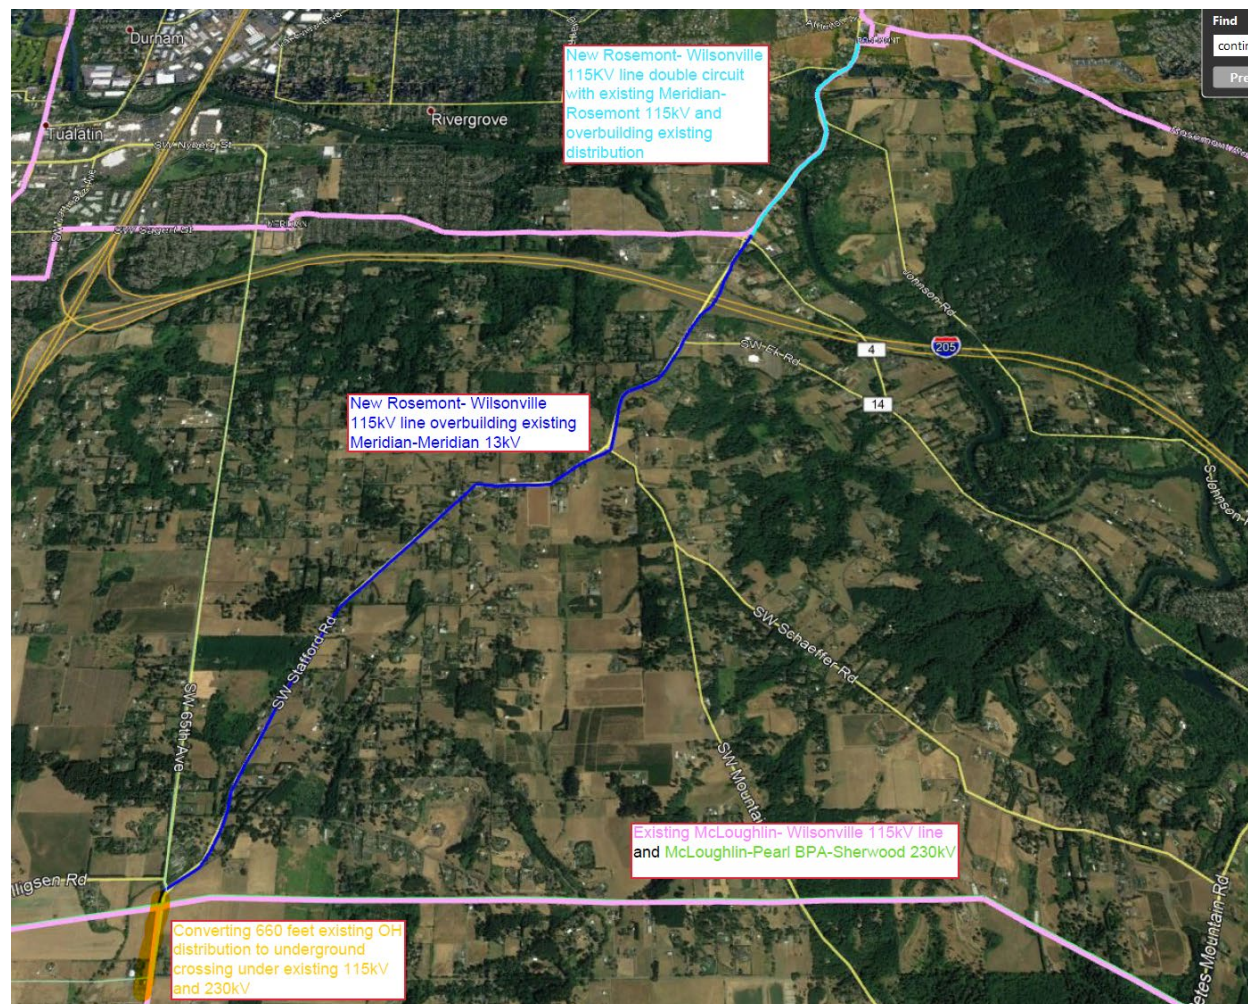 Find
Durham
Rivergrove
Tualatin
SW Nyberg St
New Rosemont- Wilsonville
115KV line double circuit
with existing Meridian-
Rosemont 115kV and
overbuilding existing
distribution
SW Sagert St
MERIDIAN
Johnson Rd
205
4
SW Ek Rd
14
New Rosemont- Wilsonville
115kV line overbuilding existing
Meridian-Meridian 13kV
SW Stafford Rd
SW 65th Ave
SW Schaeffer Rd
Existing McLoughlin- Wilsonville 115kV line
and McLoughlin-Pearl BPA-Sherwood 230kV
Converting 660 feet existing OH
distribution to underground
crossing under existing 115kV
and 230kV